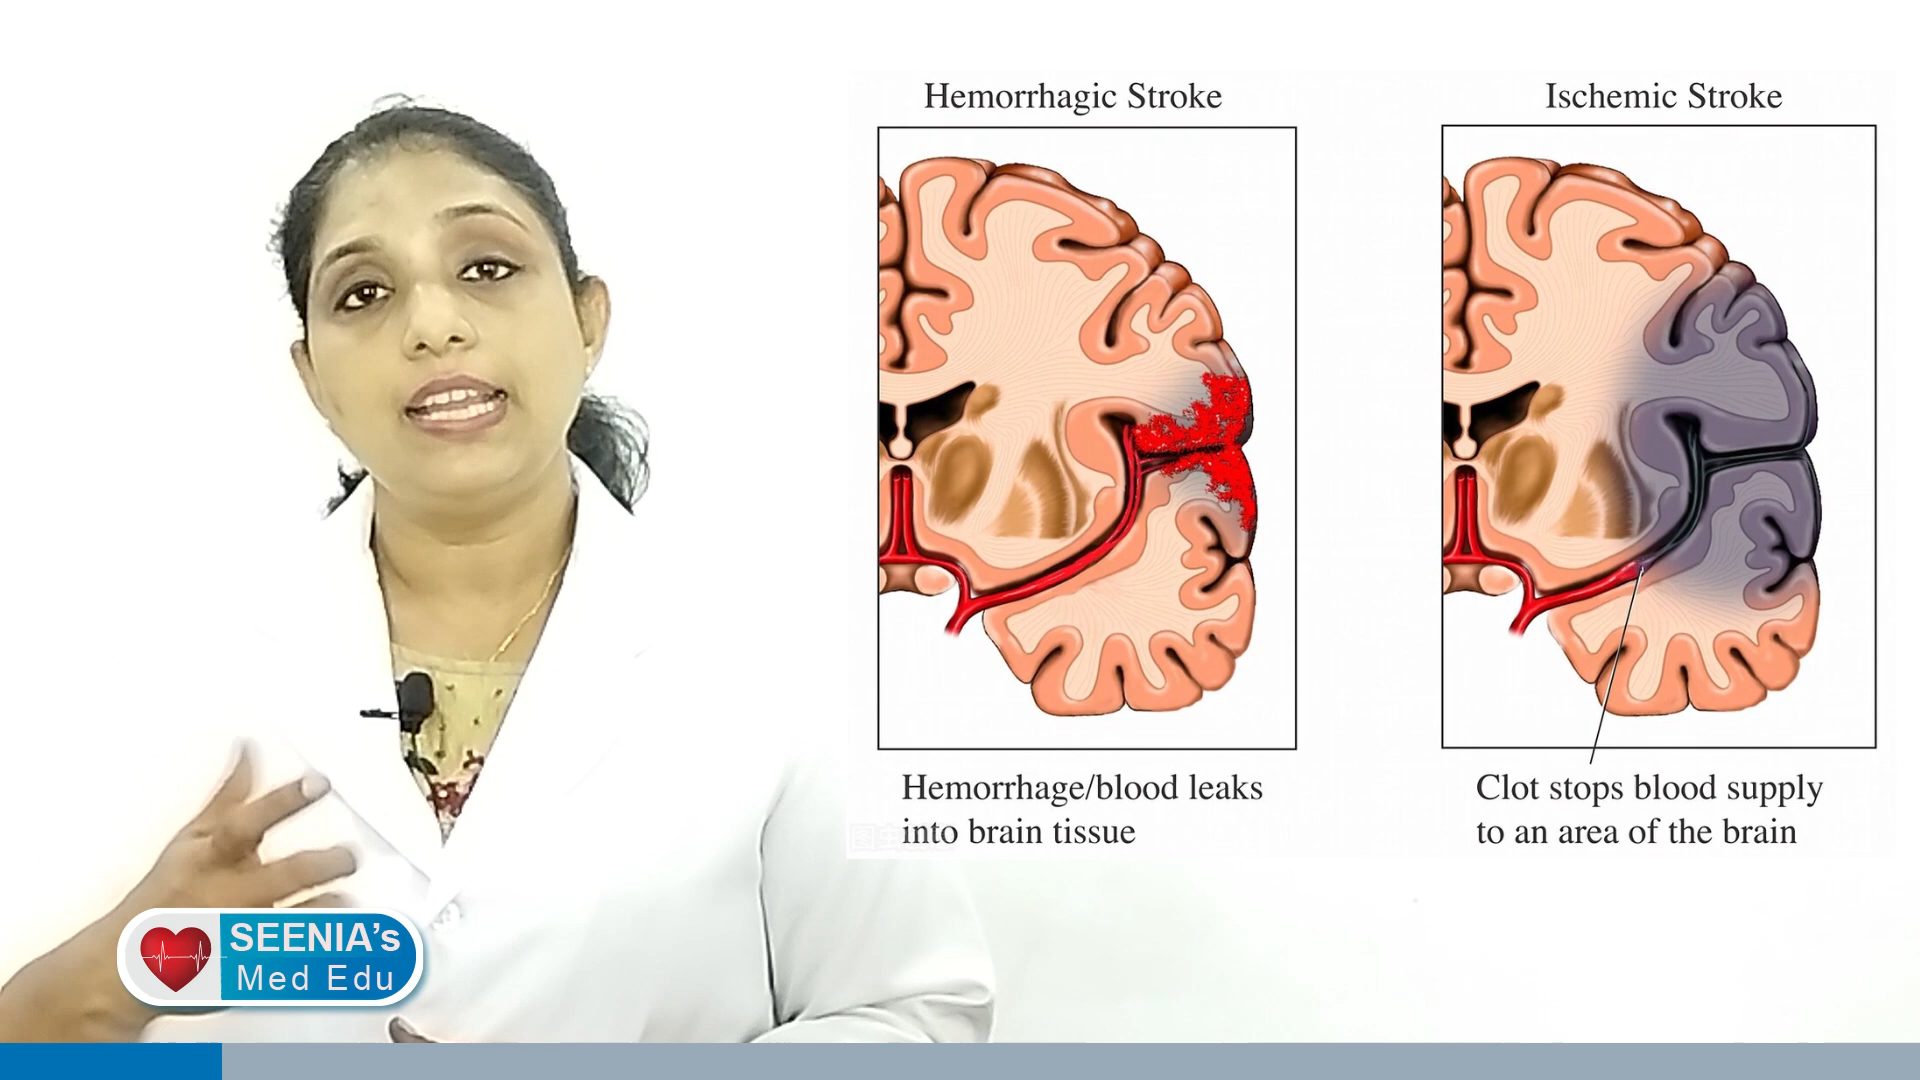 Hemorrhagic Stroke
Ischemic Stroke
Hemorrhage/blood leaks
into brain tissue
Clot stops blood supply
to an area of the brain
SEENIA's
Med Edu